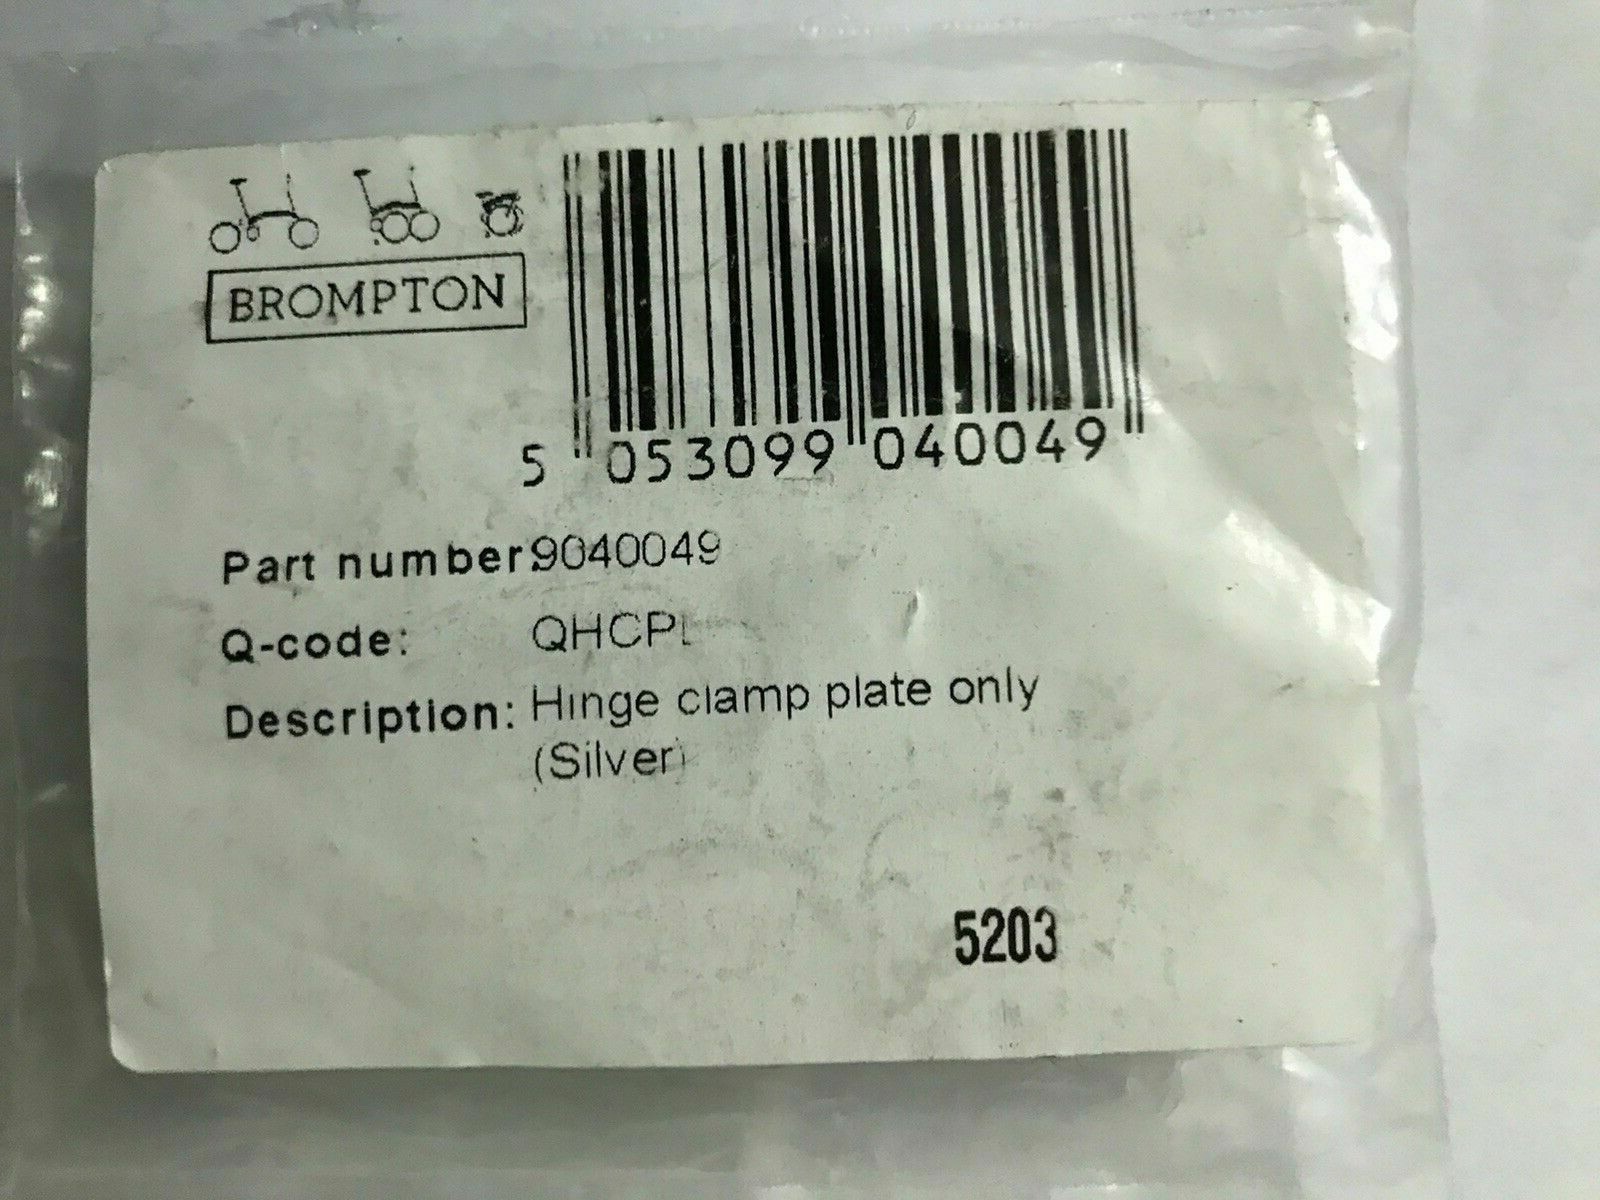 BROMPTON
5 053099 040049
Part number: 9040049
Q-code: QHCPL
Description: Hinge clamp plate only
(Silver)
5203